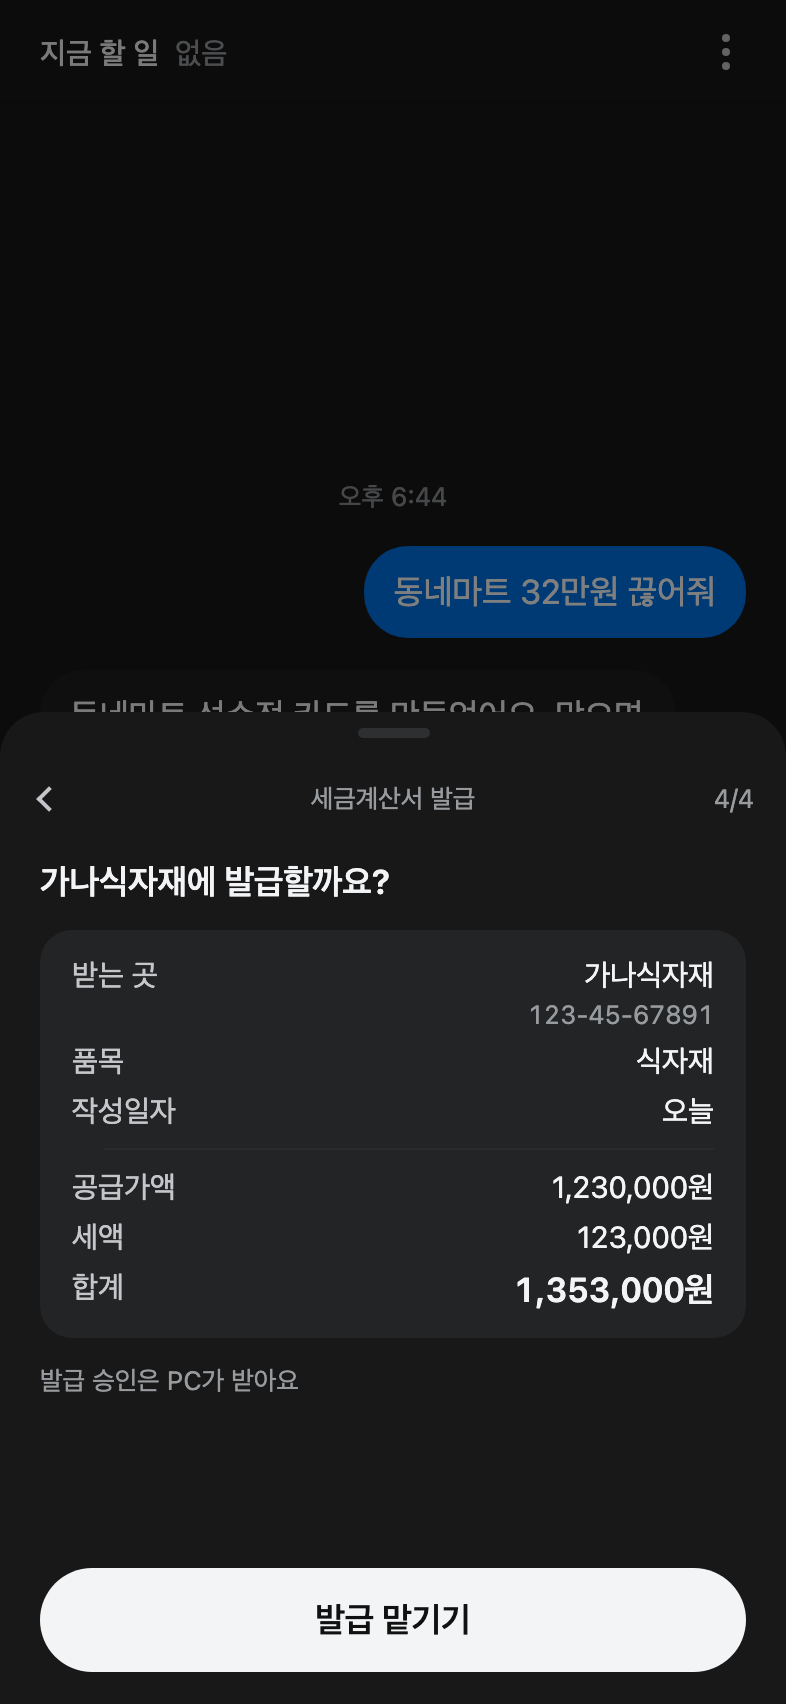 지금 할 일 없음
오후 6:44
동네마트 32만원 끊어줘
세금계산서 발급
4/4
가나식자재에 발급할까요?
받는 곳 가나식자재
123-45-67891
품목 식자재
작성일자 오늘
공급가액 1,230,000원
세액 123,000원
합계 1,353,000원
발급 승인은 PC가 받아요
발급 맡기기